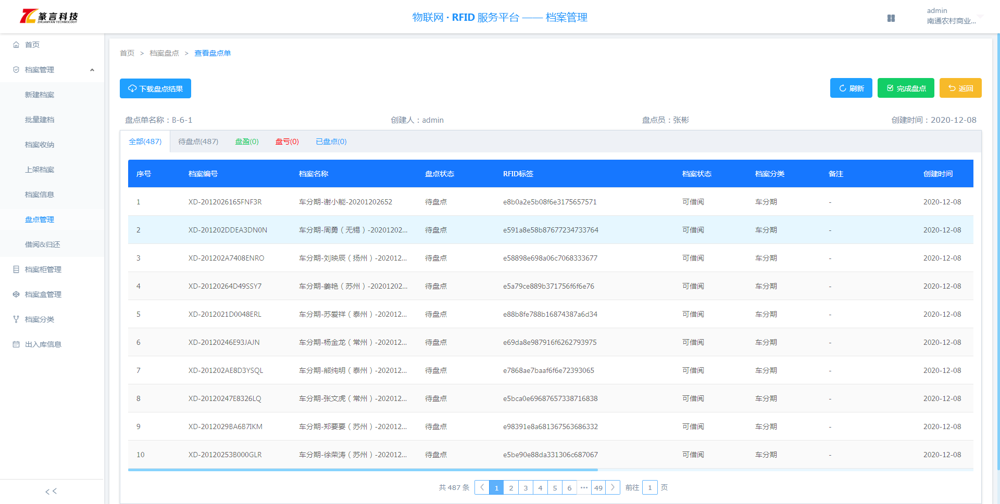 篆言科技
ZHUANYAN TECHNOLOGY
物联网 · RFID 服务平台 —— 档案管理
admin
南通农村商业...
首页
档案管理
新建档案
批量建档
档案收纳
上架档案
档案信息
盘点管理
借阅&归还
档案柜管理
档案盒管理
档案分类
出入库信息
<<
首页 > 档案盘点 > 查看盘点单
下载盘点结果 刷新 完成盘点 返回
盘点单名称：B-6-1 创建人：admin 盘点员：张彬 创建时间：2020-12-08
全部(487) 待盘点(487) 盘盈(0) 盘亏(0) 已盘点(0)
序号 档案编号 档案名称 盘点状态 RFID标签 档案状态 档案分类 备注 创建时间
1 XD-2012026165FNF3R 车分期-谢小能-20201202652 待盘点 e8b0a2e5b08f6e3175657571 可借阅 车分期 - 2020-12-08
2 XD-201202DDEA3DN0N 车分期-周勇（无锡）-20201202... 待盘点 e591a8e58b87677234733764 可借阅 车分期 - 2020-12-08
3 XD-201202A7408ENRO 车分期-刘映辰（扬州）-202012... 待盘点 e58898e698a06c7068333677 可借阅 车分期 - 2020-12-08
4 XD-20120264D49SSY7 车分期-姜艳（苏州）-20201202... 待盘点 e5a79ce889b371756f6f6e76 可借阅 车分期 - 2020-12-08
5 XD-2012021D0048ERL 车分期-苏爱祥（泰州）-202012... 待盘点 e88b8fe788b16874387a6d34 可借阅 车分期 - 2020-12-08
6 XD-20120246E93JAJN 车分期-杨金龙（常州）-202012... 待盘点 e69da8e987916f6262793975 可借阅 车分期 - 2020-12-08
7 XD-201202AE8D3YSQL 车分期-熊纯明（泰州）-202012... 待盘点 e7868ae7baaf6f6e72393065 可借阅 车分期 - 2020-12-08
8 XD-20120247E8326LQ 车分期-张文虎（常州）-202012... 待盘点 e5bca0e69687657338716838 可借阅 车分期 - 2020-12-08
9 XD-2012029BA6B7IKM 车分期-郑要要（苏州）-202012... 待盘点 e98391e8a681367563686332 可借阅 车分期 - 2020-12-08
10 XD-20120253B000GLR 车分期-徐荣涛（苏州）-202012... 待盘点 e5be90e88da331306c687067 可借阅 车分期 - 2020-12-08
共 487 条 < 1 2 3 4 5 6 ··· 49 > 前往 1 页